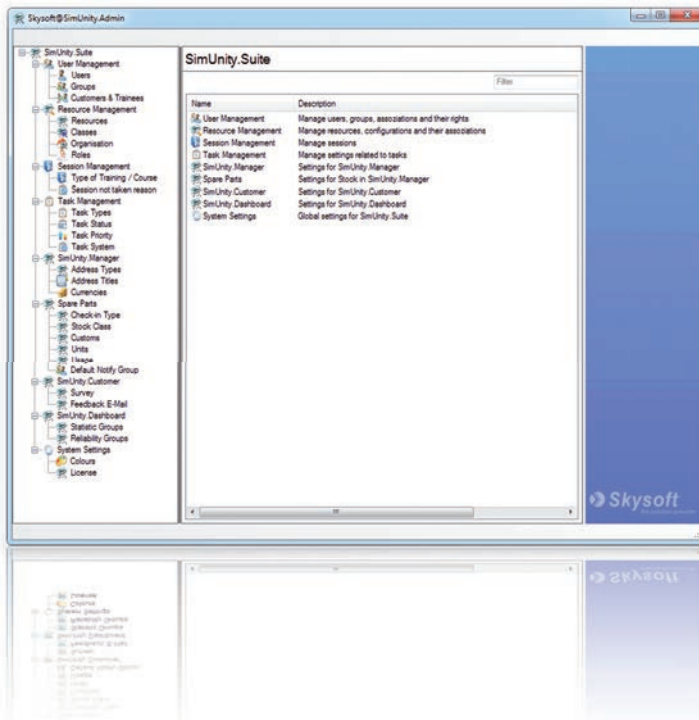 Skysoft@SimUnity.Admin
SimUnity.Suite
User Management
Users
Groups
Customers & Trainees
Resource Management
Resources
Classes
Organisation
Roles
Session Management
Type of Training / Course
Session not taken reason
Task Management
Task Types
Task Status
Task Priority
Task System
SimUnity.Manager
Address Types
Address Titles
Currencies
Spare Parts
Check-in Type
Stock Class
Customs
Units
Usage
Default Notify Group
SimUnity.Customer
Survey
Feedback E-Mail
SimUnity.Dashboard
Statistic Groups
Reliability Groups
System Settings
Colours
License
SimUnity.Suite
Filter
Name Description
User Management Manage users, groups, assoziations and their rights
Resource Management Manage resources, configurations and their assoziations
Session Management Manage sessions
Task Management Manage settings related to tasks
SimUnity.Manager Settings for SimUnity.Manager
Spare Parts Settings for Stock in SimUnity.Manager
SimUnity.Customer Settings for SimUnity.Customer
SimUnity.Dashboard Settings for SimUnity.Dashboard
System Settings Global settings for SimUnity.Suite
Skysoft